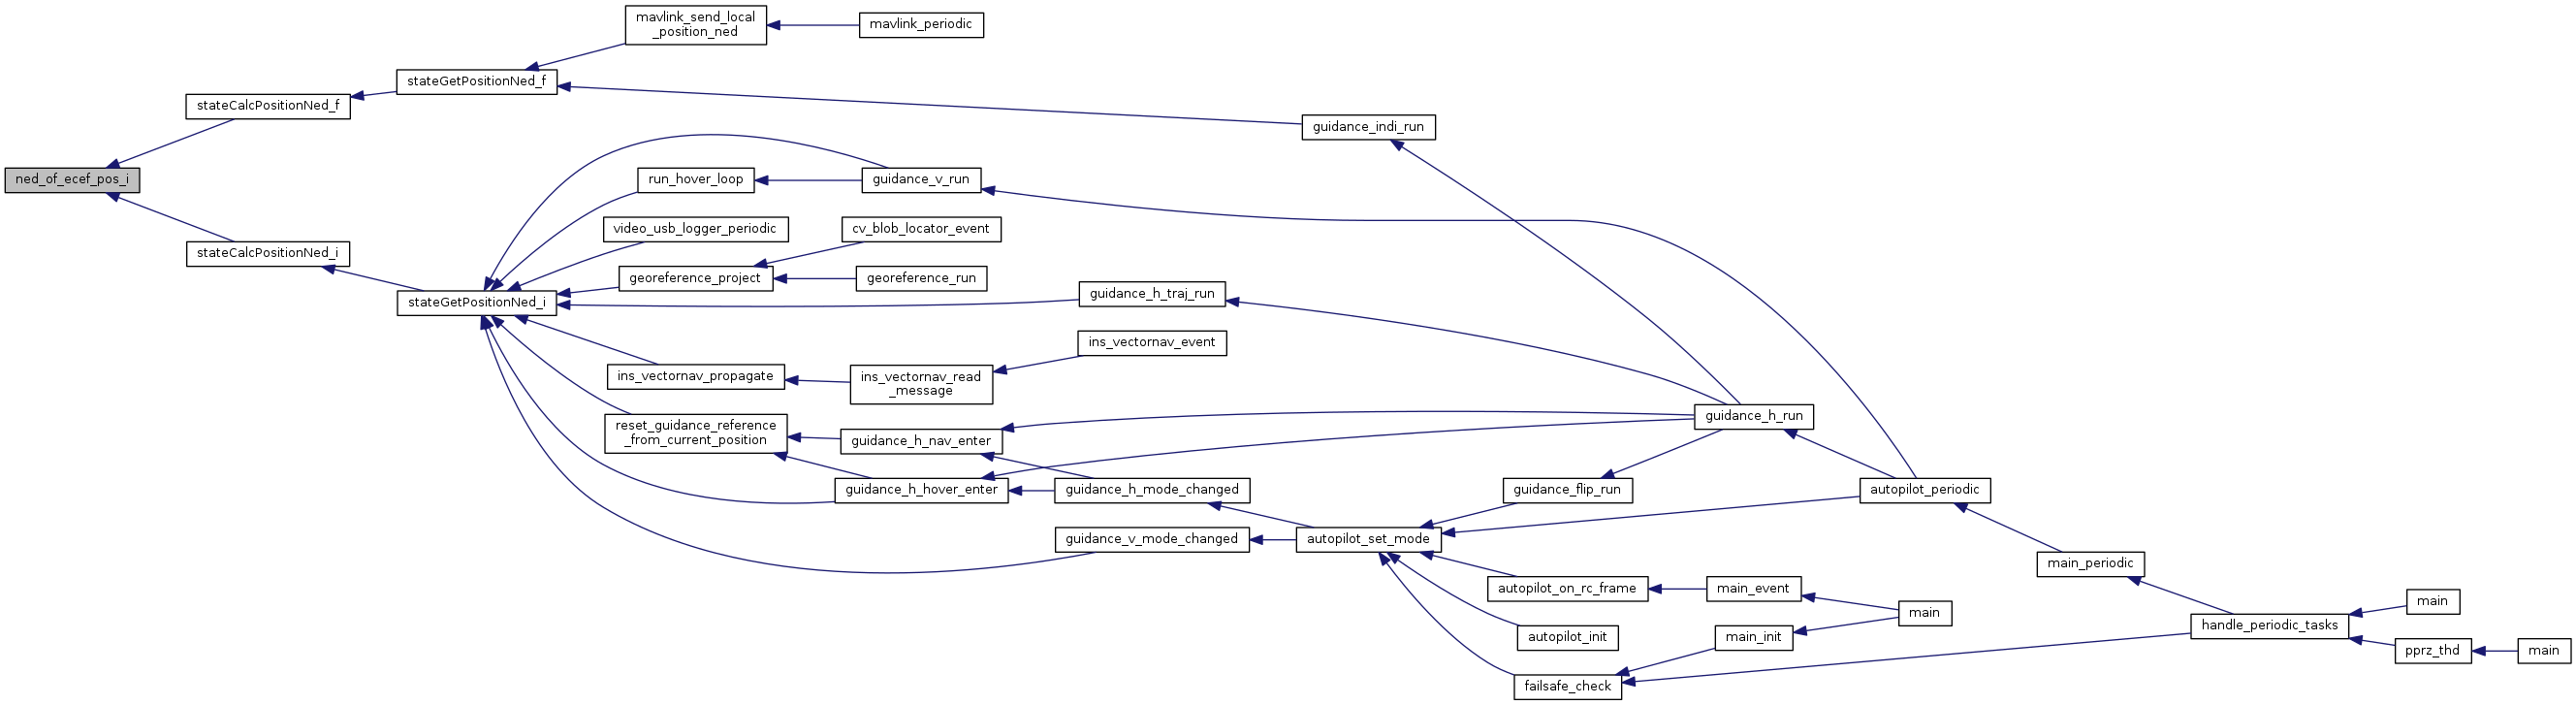 mavlink_send_local
_position_ned
mavlink_periodic
stateGetPositionNed_f
stateCalcPositionNed_f
guidance_indi_run
ned_of_ecef_pos_i
run_hover_loop
guidance_v_run
video_usb_logger_periodic
cv_blob_locator_event
stateCalcPositionNed_i
georeference_project
georeference_run
stateGetPositionNed_i
guidance_h_traj_run
ins_vectornav_event
ins_vectornav_propagate
ins_vectornav_read
_message
reset_guidance_reference
_from_current_position
guidance_h_nav_enter
guidance_h_run
guidance_h_hover_enter
guidance_h_mode_changed
guidance_flip_run
autopilot_periodic
guidance_v_mode_changed
autopilot_set_mode
main_periodic
autopilot_on_rc_frame
main_event
main
main
autopilot_init
main_init
handle_periodic_tasks
pprz_thd
main
failsafe_check